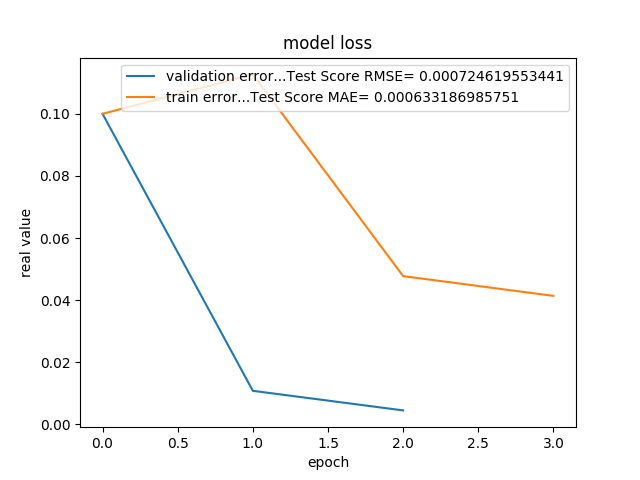 model loss
validation error...Test Score RMSE= 0.000724619553441
train error...Test Score MAE= 0.000633186985751
real value
0.10
0.08
0.06
0.04
0.02
0.00
0.0 0.5 1.0 1.5 2.0 2.5 3.0
epoch